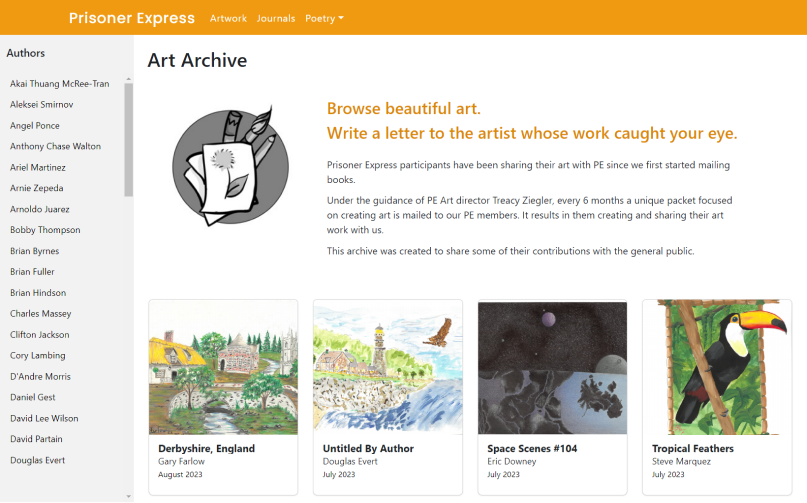 Prisoner Express Artwork Journals Poetry
Authors
Akai Thuang McRee-Tran
Aleksei Smirnov
Angel Ponce
Anthony Chase Walton
Ariel Martinez
Arnie Zepeda
Arnoldo Juarez
Bobby Thompson
Brian Byrnes
Brian Fuller
Brian Hindson
Charles Massey
Clifton Jackson
Cory Lambing
D'Andre Morris
Daniel Gest
David Lee Wilson
David Partain
Douglas Evert
Art Archive
Browse beautiful art.
Write a letter to the artist whose work caught your eye.
Prisoner Express participants have been sharing their art with PE since we first started mailing
books.
Under the guidance of PE Art director Treacy Ziegler, every 6 months a unique packet focused
on creating art is mailed to our PE members. It results in them creating and sharing their art
work with us.
This archive was created to share some of their contributions with the general public.
Derbyshire, England
Gary Farlow
August 2023
Untitled By Author
Douglas Evert
July 2023
Space Scenes #104
Eric Downey
July 2023
Tropical Feathers
Steve Marquez
July 2023